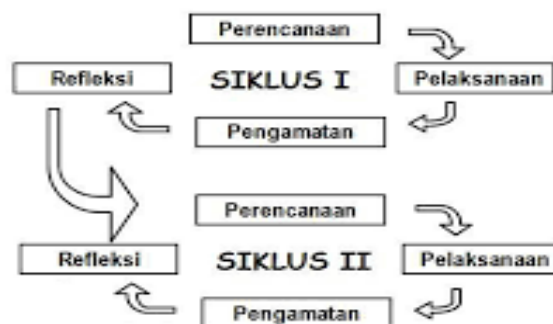 Perencanaan
Refleksi SIKLUS I Pelaksanaan
Pengamatan
Perencanaan
Refleksi SIKLUS II Pelaksanaan
Pengamatan